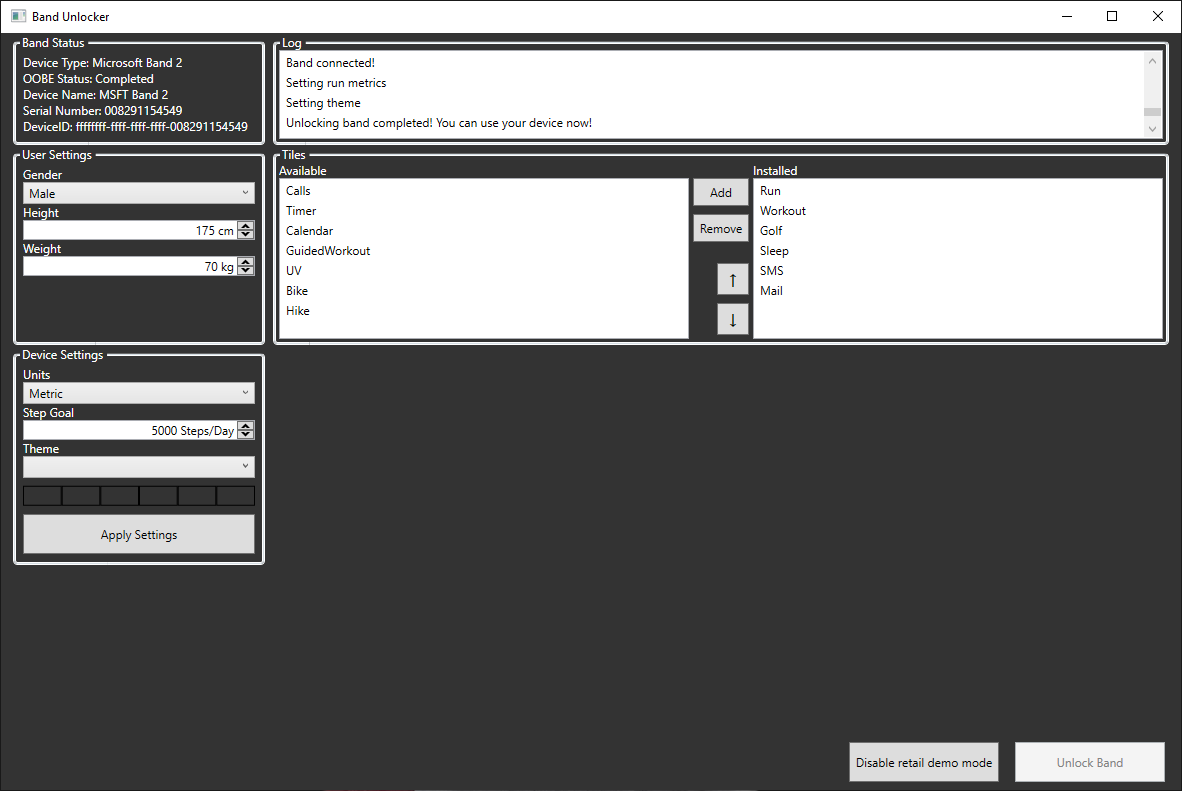 Band Unlocker
Band Status
Device Type: Microsoft Band 2
OOBE Status: Completed
Device Name: MSFT Band 2
Serial Number: 008291154549
DeviceID: ffffffff-ffff-ffff-ffff-008291154549
Log
Band connected!
Setting run metrics
Setting theme
Unlocking band completed! You can use your device now!
User Settings
Gender
Male
Height
175 cm
Weight
70 kg
Tiles
Available
Calls
Timer
Calendar
GuidedWorkout
UV
Bike
Hike
Add
Remove
↑
↓
Installed
Run
Workout
Golf
Sleep
SMS
Mail
Device Settings
Units
Metric
Step Goal
5000 Steps/Day
Theme
Apply Settings
Disable retail demo mode
Unlock Band